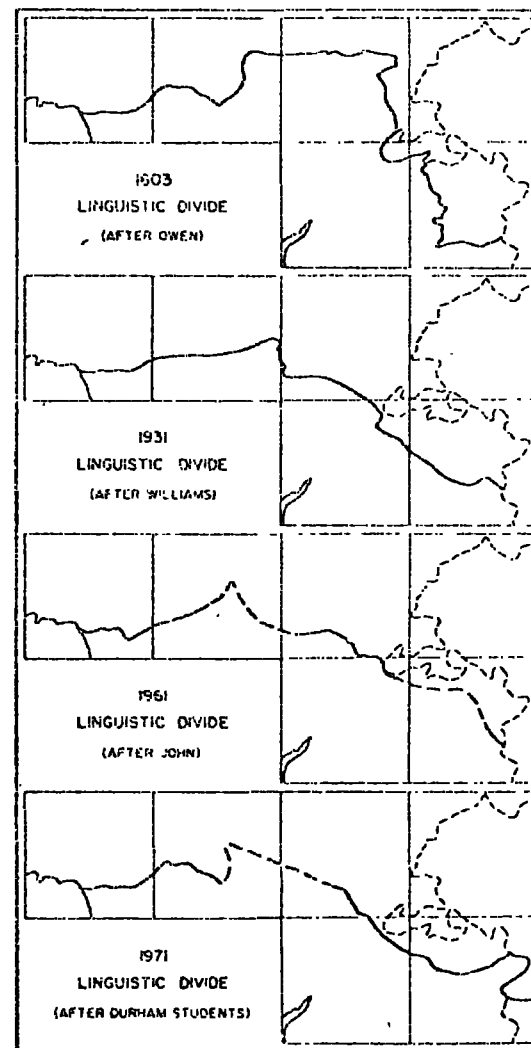 1603
LINGUISTIC DIVIDE
(AFTER OWEN)
1931
LINGUISTIC DIVIDE
(AFTER WILLIAMS)
1961
LINGUISTIC DIVIDE
(AFTER JOHN)
1971
LINGUISTIC DIVIDE
(AFTER DURHAM STUDENTS)